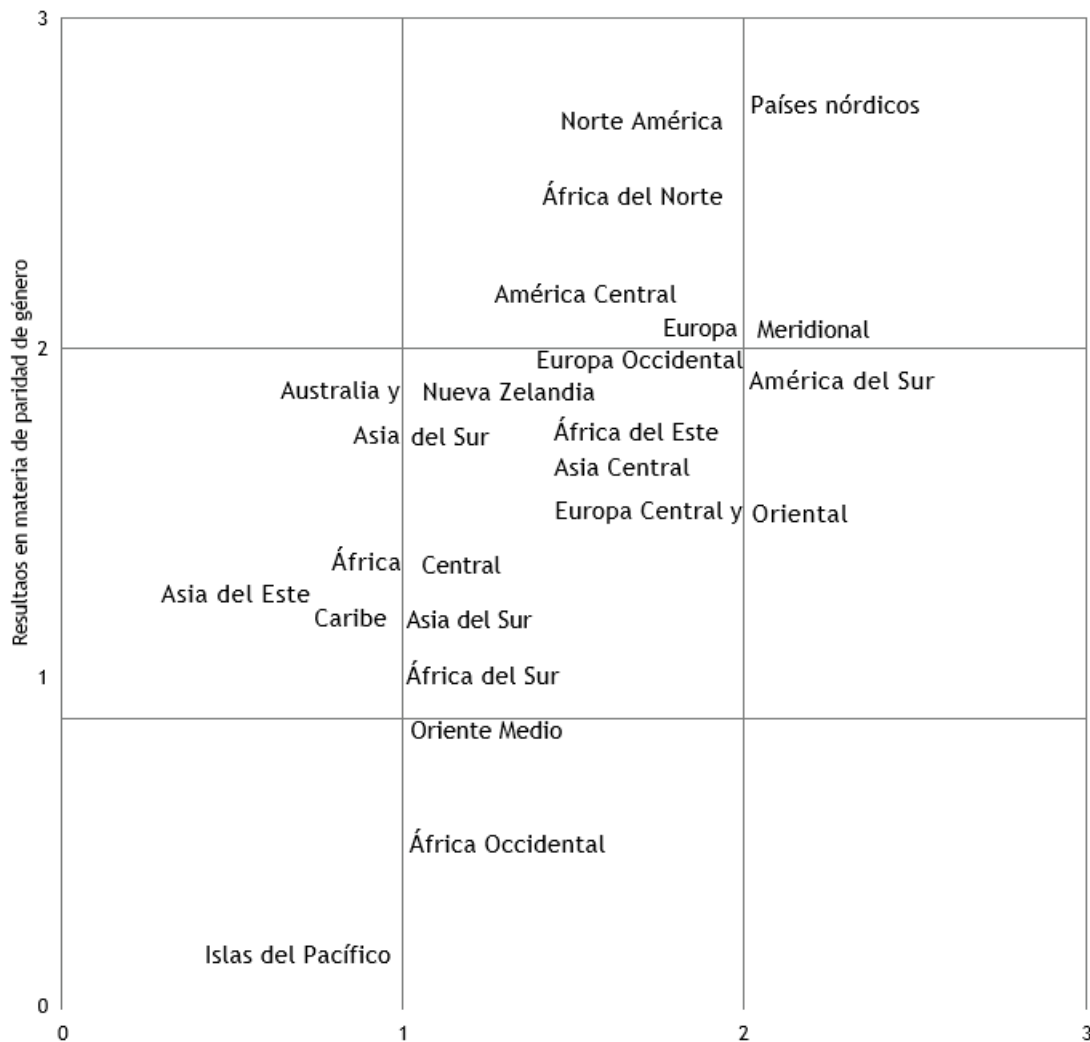 3
Países nórdicos
Norte América
África del Norte
América Central
Europa Meridional
2
Europa Occidental
América del Sur
Australia y Nueva Zelandia
África del Este
Asia del Sur
Asia Central
Europa Central y Oriental
África Central
Asia del Este
Caribe Asia del Sur
1
África del Sur
Oriente Medio
África Occidental
Islas del Pacífico
0
0 1 2 3
Resultaos en materia de paridad de género